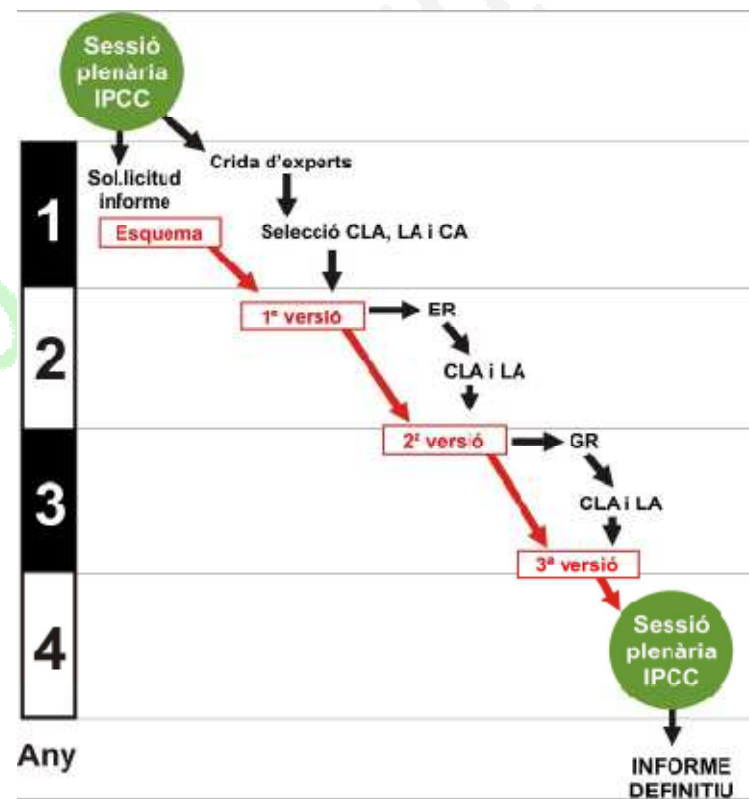 Sessió
plenària
IPCC
Sol.licitud
informe
Crida d'experts
1
Esquema
Selecció CLA, LA i CA
1ª versió
ER
2
CLA i LA
2ª versió
GR
3
CLA i LA
3ª versió
4
Sessió
plenària
IPCC
Any
INFORME
DEFINITIU